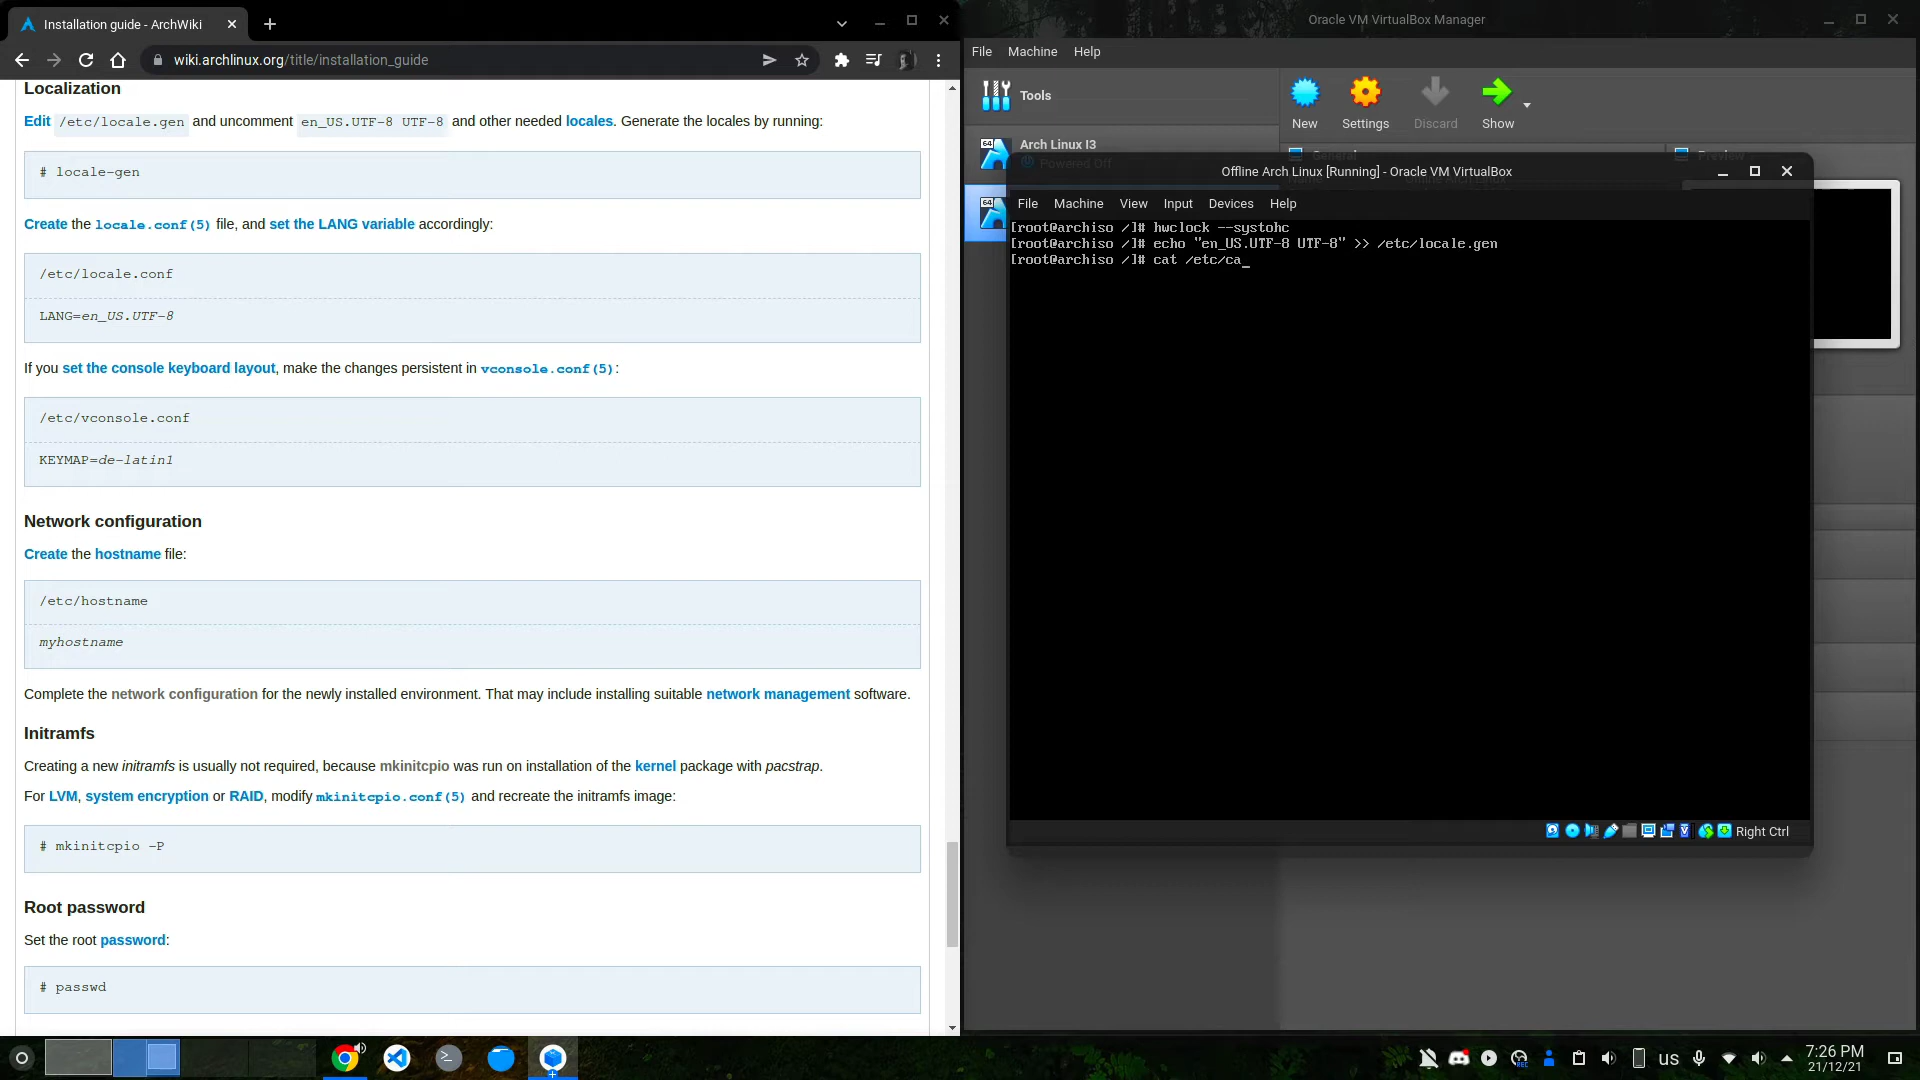 Installation guide - ArchWiki
wiki.archlinux.org/title/installation_guide
Localization
Edit /etc/locale.gen and uncomment en_US.UTF-8 UTF-8 and other needed locales. Generate the locales by running:
# locale-gen
Create the locale.conf(5) file, and set the LANG variable accordingly:
/etc/locale.conf
LANG=en_US.UTF-8
If you set the console keyboard layout, make the changes persistent in vconsole.conf(5):
/etc/vconsole.conf
KEYMAP=de-latin1
Network configuration
Create the hostname file:
/etc/hostname
myhostname
Complete the network configuration for the newly installed environment. That may include installing suitable network management software.
Initramfs
Creating a new initramfs is usually not required, because mkinitcpio was run on installation of the kernel package with pacstrap.
For LVM, system encryption or RAID, modify mkinitcpio.conf(5) and recreate the initramfs image:
# mkinitcpio -P
Root password
Set the root password:
# passwd
Oracle VM VirtualBox Manager
File Machine Help
Tools
New Settings Discard Show
64
Arch Linux I3
Powered Off
General
Preview
64
Offline Arch Linux [Running] - Oracle VM VirtualBox
File Machine View Input Devices Help
[root@archiso /]# hwclock --systohc
[root@archiso /]# echo "en_US.UTF-8 UTF-8" >> /etc/locale.gen
[root@archiso /]# cat /etc/ca_
Right Ctrl
REC
us
7:26 PM
21/12/21